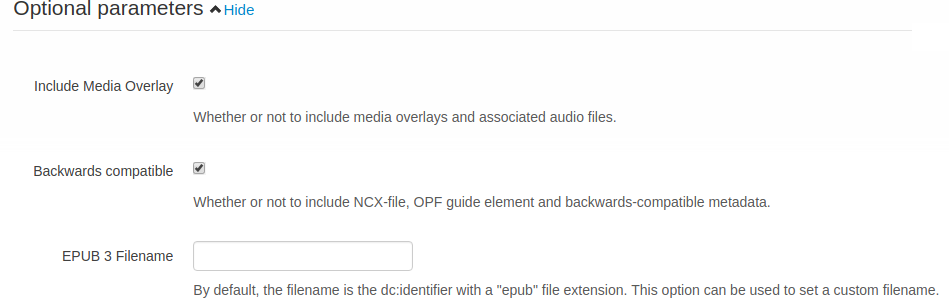 Optional parameters Hide
Include Media Overlay
Whether or not to include media overlays and associated audio files.
Backwards compatible
Whether or not to include NCX-file, OPF guide element and backwards-compatible metadata.
EPUB 3 Filename
By default, the filename is the dc:identifier with a "epub" file extension. This option can be used to set a custom filename.